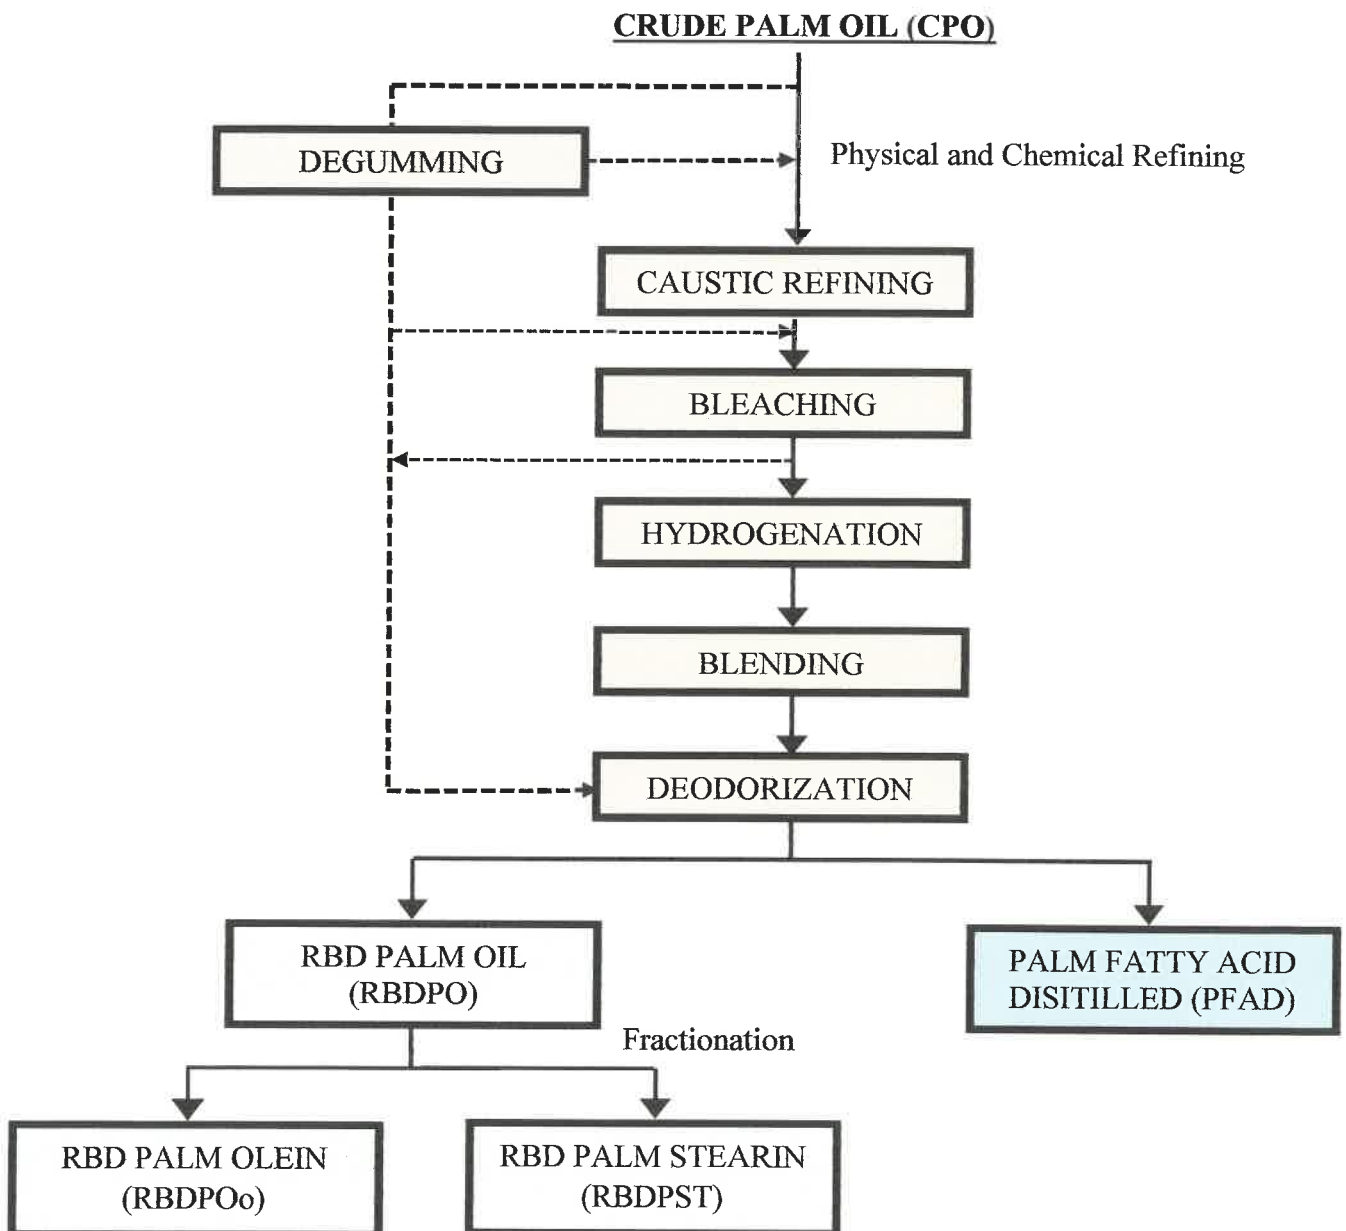 CRUDE PALM OIL (CPO)
DEGUMMING
Physical and Chemical Refining
CAUSTIC REFINING
BLEACHING
HYDROGENATION
BLENDING
DEODORIZATION
RBD PALM OIL
(RBDPO)
PALM FATTY ACID
DISITILLED (PFAD)
Fractionation
RBD PALM OLEIN
(RBDPOo)
RBD PALM STEARIN
(RBDPST)